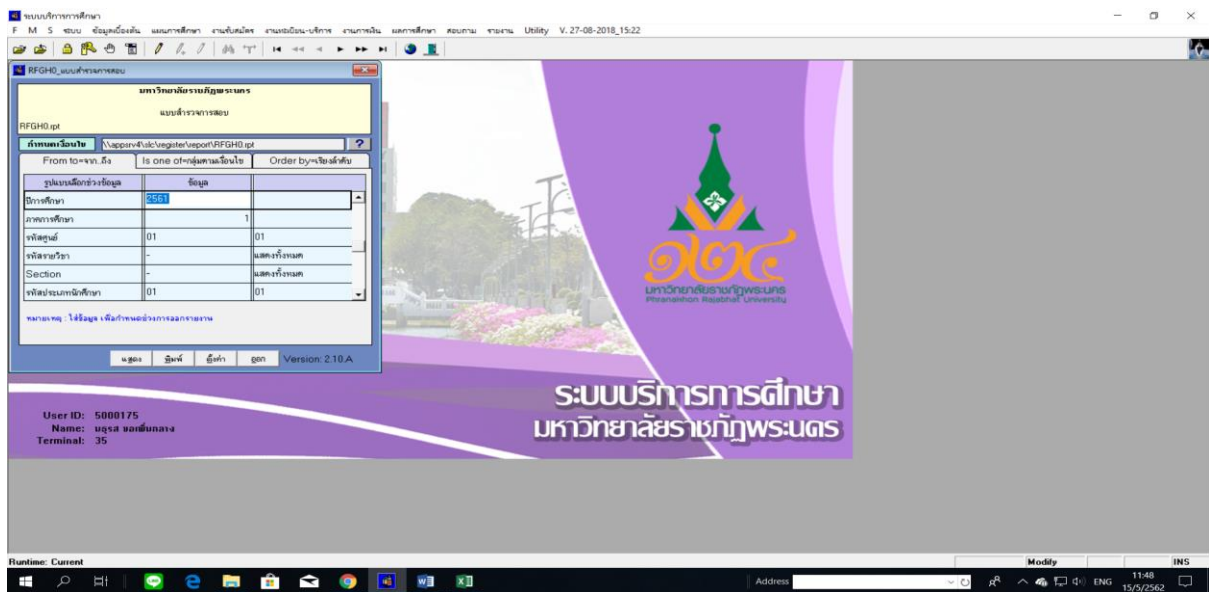 ระบบบริการการศึกษา
F M S ระบบ ข้อมูลเบื้องต้น แผนการศึกษา งานรับสมัคร งานทะเบียน-บริการ งานการเงิน ผลการศึกษา สอบถาม รายงาน Utility V. 27-08-2018_15:22
RFGH0_แบบสำรวจการสอบ
มหาวิทยาลัยราชภัฏพระนคร
แบบสำรวจการสอบ
RFGH0.rpt
กำหนดเงื่อนไข \\appsrv4\slc\register\report\RFGH0.rpt ?
From to=จาก..ถึง Is one of=กลุ่มตามเงื่อนไข Order by=เรียงลำดับ
รูปแบบเลือกช่วงข้อมูล ข้อมูล
ปีการศึกษา 2561
ภาคการศึกษา 1
รหัสศูนย์ 01 01
รหัสรายวิชา - แสดงทั้งหมด
Section - แสดงทั้งหมด
รหัสประเภทนักศึกษา 01 01
หมายเหตุ : ใส่ข้อมูล เพื่อกำหนดช่วงการออกรายงาน
แสดง พิมพ์ ตั้งค่า ออก Version: 2.10.A
๑๒๔
มหาวิทยาลัยราชภัฏพระนคร
Phranakhon Rajabhat University
ระบบบริการการศึกษา
มหาวิทยาลัยราชภัฏพระนคร
User ID: 5000175
Name:
Terminal: 35
Runtime: Current Modify INS
Address ENG 11:48
15/5/2562